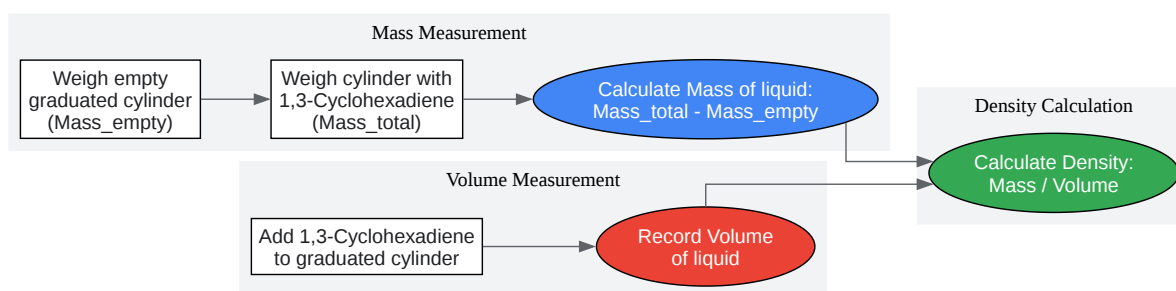 Mass Measurement
Weigh empty
graduated cylinder
(Mass_empty)
Weigh cylinder with
1,3-Cyclohexadiene
(Mass_total)
Calculate Mass of liquid:
Mass_total - Mass_empty
Density Calculation
Calculate Density:
Mass / Volume
Volume Measurement
Add 1,3-Cyclohexadiene
to graduated cylinder
Record Volume
of liquid